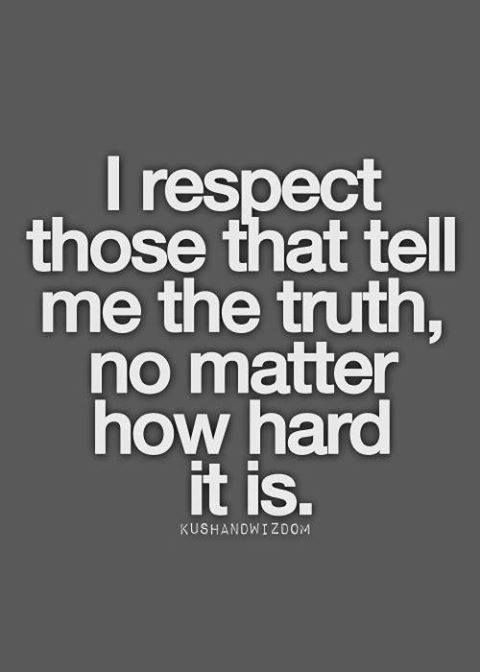 I respect
those that tell
me the truth,
no matter
how hard
it is.
KUSHANDWIZDOM